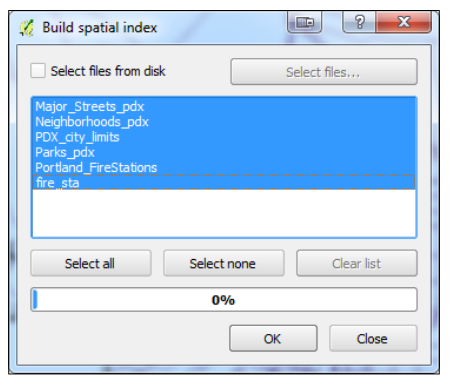 Build spatial index
Select files from disk
Select files...
Major_Streets_pdx
Neighborhoods_pdx
PDX_city_limits
Parks_pdx
Portland_FireStations
fire_sta
Select all
Select none
Clear list
0%
OK
Close